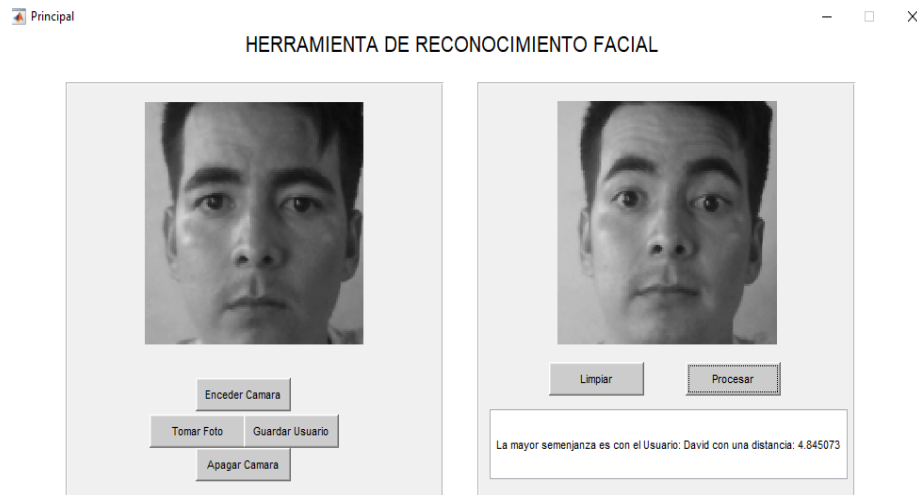 Principal
HERRAMIENTA DE RECONOCIMIENTO FACIAL
Enceder Camara
Tomar Foto
Guardar Usuario
Apagar Camara
Limpiar
Procesar
La mayor semenjanza es con el Usuario: David con una distancia: 4.845073